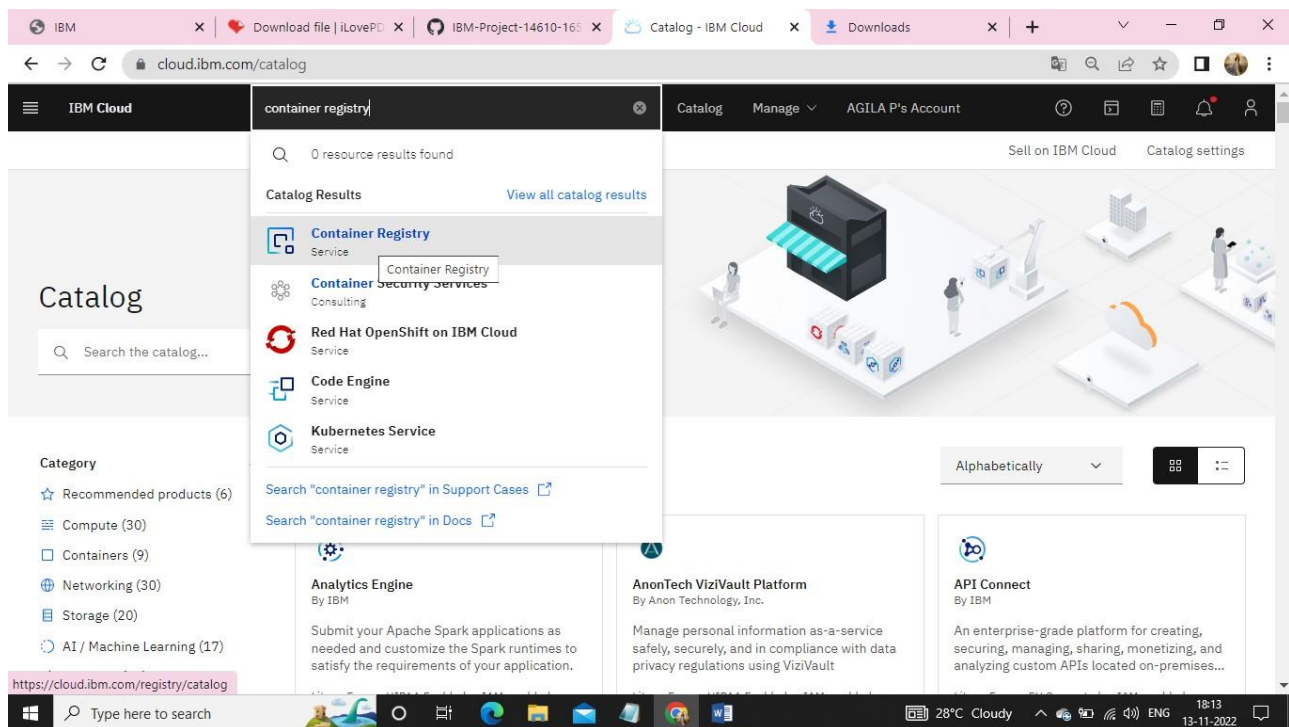 IBM
Download file | iLovePD
IBM-Project-14610-165
Catalog - IBM Cloud
Downloads
cloud.ibm.com/catalog
IBM Cloud
container registry
Catalog
Manage
AGILA P's Account
0 resource results found
Sell on IBM Cloud
Catalog settings
Catalog Results
View all catalog results
Container Registry
Service
Container Registry
Container Security Services
Consulting
Red Hat OpenShift on IBM Cloud
Service
Code Engine
Service
Kubernetes Service
Service
Search "container registry" in Support Cases
Search "container registry" in Docs
Catalog
Search the catalog...
Alphabetically
Category
Recommended products (6)
Compute (30)
Containers (9)
Networking (30)
Storage (20)
AI / Machine Learning (17)
Analytics Engine
By IBM
Submit your Apache Spark applications as
needed and customize the Spark runtimes to
satisfy the requirements of your application.
AnonTech ViziVault Platform
By Anon Technology, Inc.
Manage personal information as-a-service
safely, securely, and in compliance with data
privacy regulations using ViziVault
API Connect
By IBM
An enterprise-grade platform for creating,
securing, managing, sharing, monetizing, and
analyzing custom APIs located on-premises...
https://cloud.ibm.com/registry/catalog
Type here to search
28°C Cloudy
ENG
18:13
13-11-2022